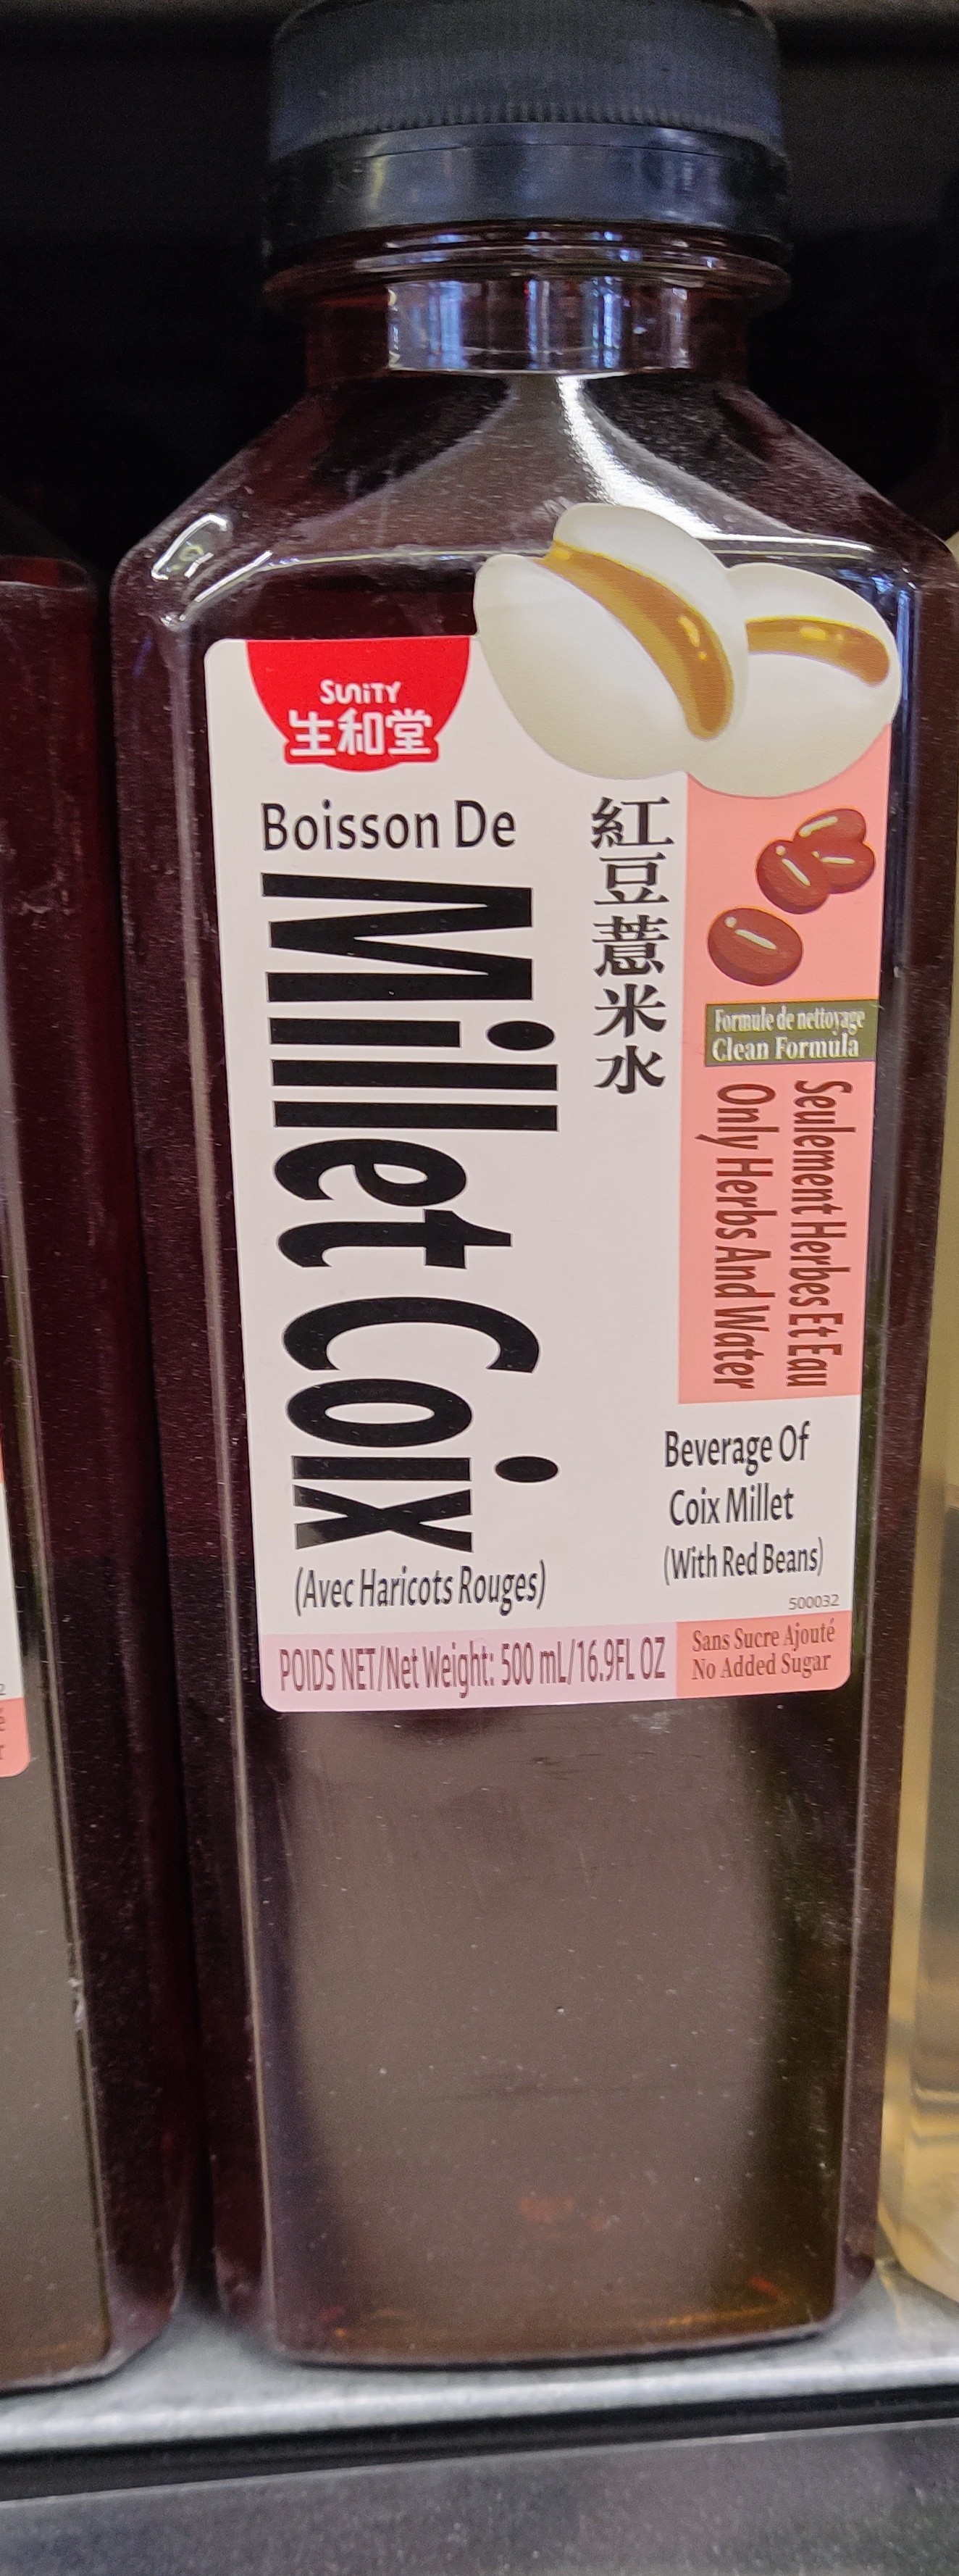 SUNITY
生和堂
Boisson De
Millet Coix
(Avec Haricots Rouges)
紅豆薏米水
Formule de nettoyage
Clean Formula
Seulement Herbes Et Eau
Only Herbs And Water
Beverage Of
Coix Millet
(With Red Beans)
500032
POIDS NET/Net Weight: 500 mL/16.9FL OZ
Sans Sucre Ajouté
No Added Sugar